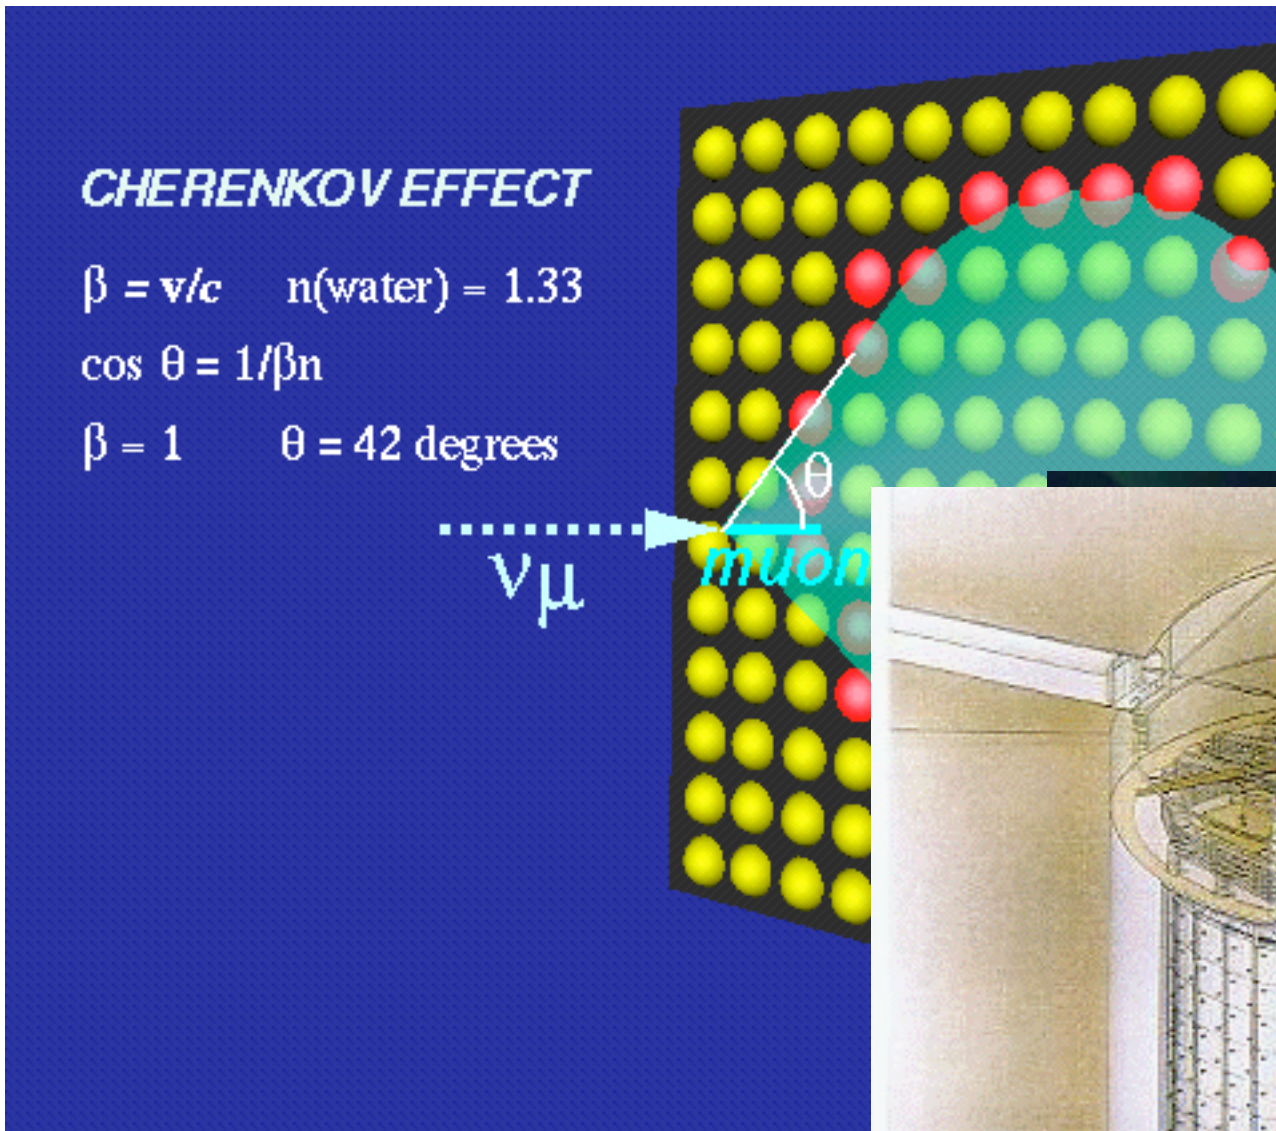 CHERENKOV EFFECT
β = v/c n(water) = 1.33
cos θ = 1/βn
β = 1 θ = 42 degrees
θ
νμ
muon